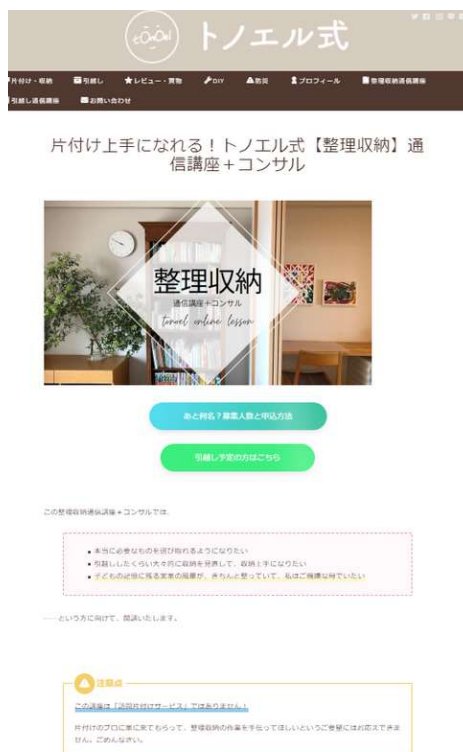 tonoel
トノエル式
片付け・収納
引越し
レビュー・買物
DIY
防災
プロフィール
整理収納通信講座
引越し通信講座
お問い合わせ
片付け上手になれる！トノエル式【整理収納】通
信講座＋コンサル
整理収納
通信講座+コンサル
tonoel online lesson
あと何名？募集人数と申込方法
引越し予定の方はこちら
この整理収納通信講座＋コンサルでは、
本当に必要なものを選び取れるようになりたい
引越ししたくらい大々的に収納を見直して、収納上手になりたい
子どもの記憶に残る実家の風景が、きちんと整っていて、私はご機嫌な母でいたい
……という方に向けて、開講いたします。
注意点
この講座は「訪問片付けサービス」ではありません！
片付けのプロに家に来てもらって、整理収納の作業を手伝ってほしいというご要望にはお応えできま
せん。ごめんなさい。